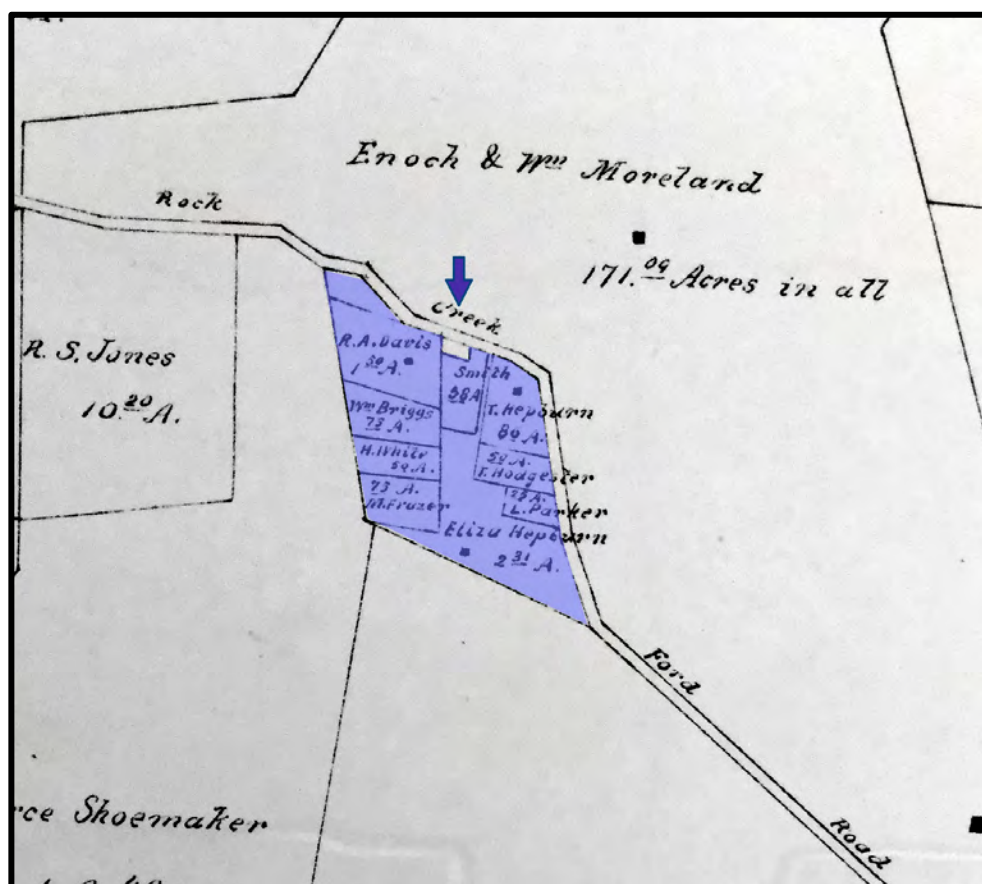 Enoch & Wm Moreland
171.09 Acres in all
Rock
Creek
R. S. Jones
10.20 A.
R.A. Davis
1 50 A.
Smith
Wm Briggs
73 A.
T. Hepburn
80 A.
H. White
50 A.
50 A.
T. Hodgester
73 A.
M. Frazer
L. Parker
Eliza Hepburn
2 31 A.
Ford
Road
rce Shoemaker